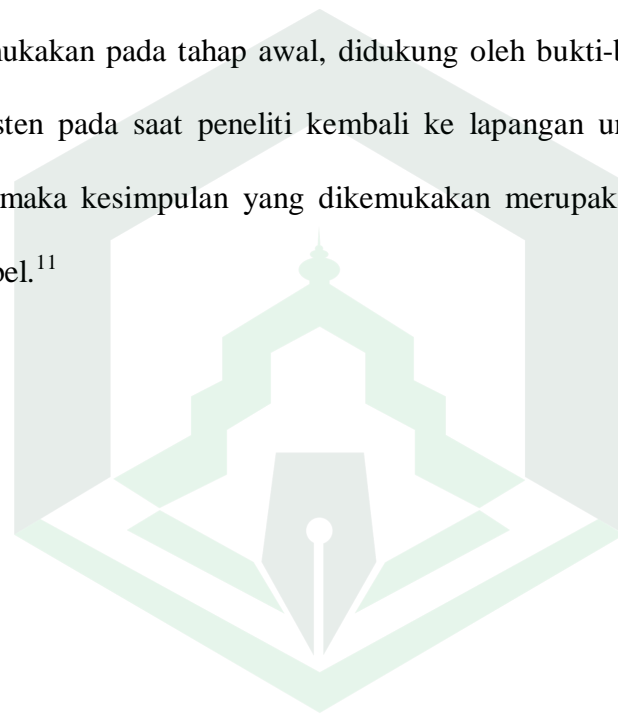 mukakan pada tahap awal, didukung oleh bukti-b
sten pada saat peneliti kembali ke lapangan
maka kesimpulan yang dikemukakan merupak
bel.¹¹